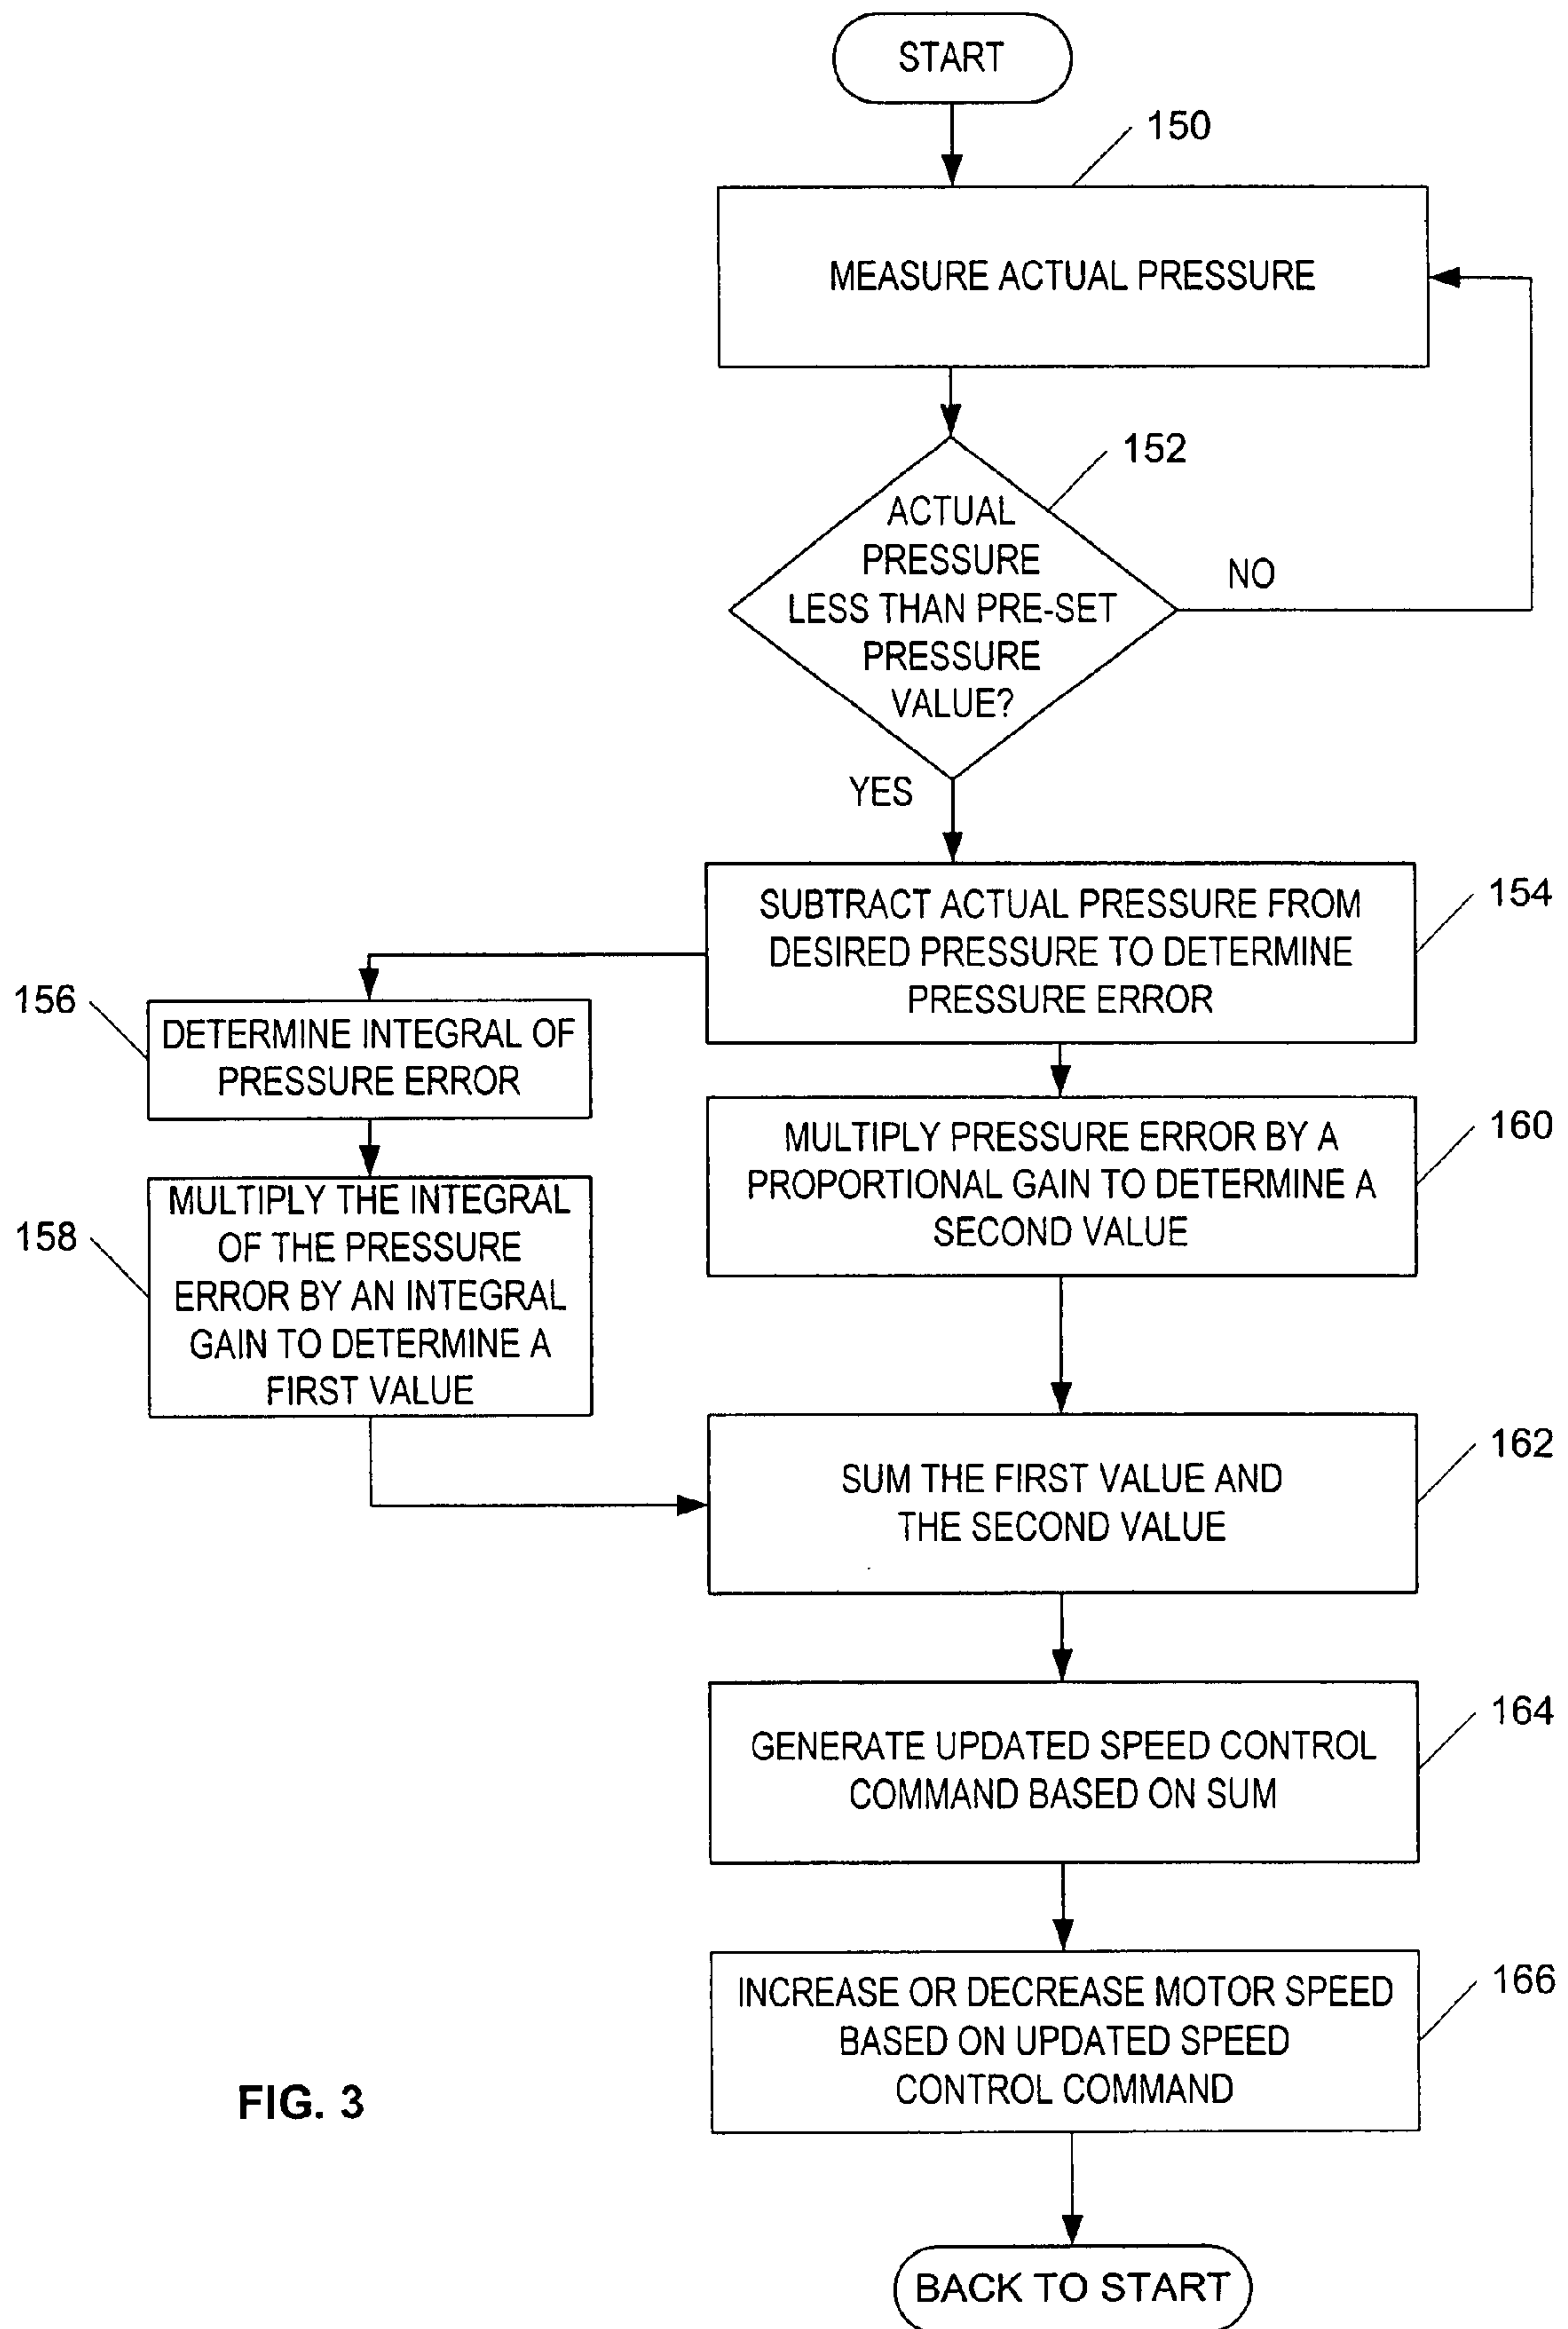 START
150
MEASURE ACTUAL PRESSURE
152
ACTUAL
PRESSURE
LESS THAN PRE-SET
PRESSURE
VALUE?
NO
YES
SUBTRACT ACTUAL PRESSURE FROM
DESIRED PRESSURE TO DETERMINE
PRESSURE ERROR
154
156
DETERMINE INTEGRAL OF
PRESSURE ERROR
MULTIPLY PRESSURE ERROR BY A
PROPORTIONAL GAIN TO DETERMINE A
SECOND VALUE
160
158
MULTIPLY THE INTEGRAL
OF THE PRESSURE
ERROR BY AN INTEGRAL
GAIN TO DETERMINE A
FIRST VALUE
SUM THE FIRST VALUE AND
THE SECOND VALUE
162
GENERATE UPDATED SPEED CONTROL
COMMAND BASED ON SUM
164
INCREASE OR DECREASE MOTOR SPEED
BASED ON UPDATED SPEED
CONTROL COMMAND
166
FIG. 3
BACK TO START